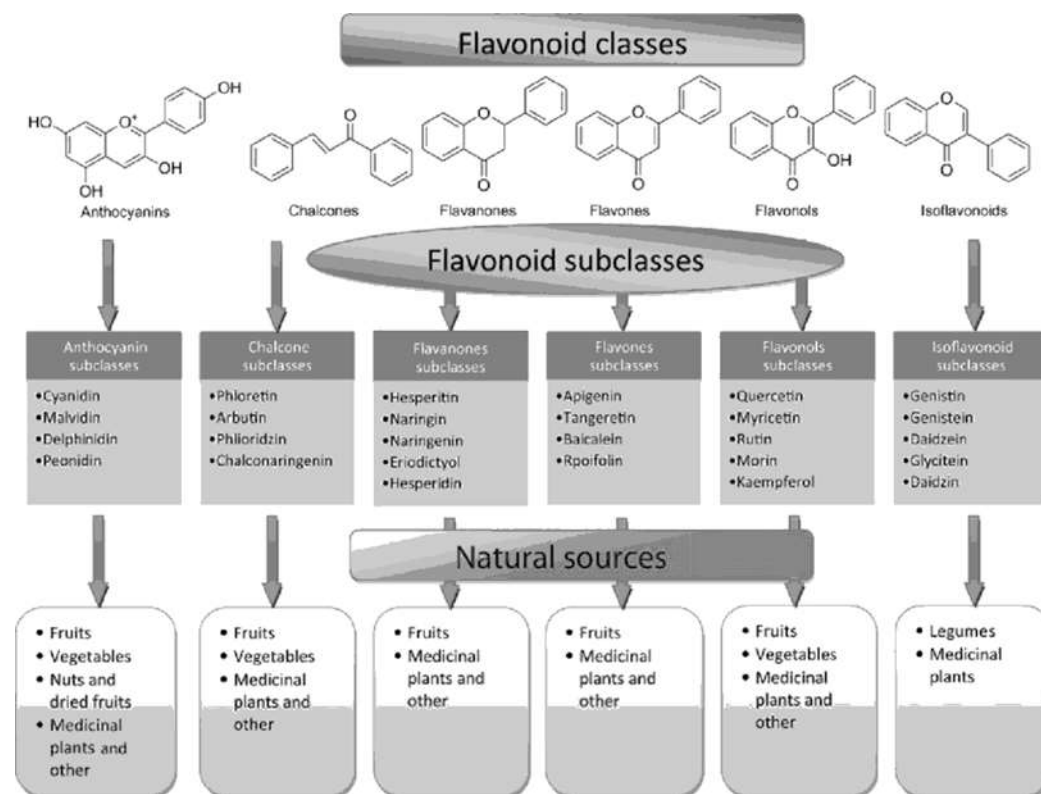 Flavonoid classes
OH
HO
O+
OH
OH
O
O
O
O
O
O
OH
O
O
O
Anthocyanins
Chalcones
Flavanones
Flavones
Flavonols
Isoflavonoids
Flavonoid subclasses
Anthocyanin
subclasses
•Cyanidin
•Malvidin
•Delphinidin
•Peonidin
Chalcone
subclasses
•Phloretin
•Arbutin
•Phlioridzin
•Chalconaringenin
Flavanones
subclasses
•Hesperitin
•Naringin
•Naringenin
•Eriodictyol
•Hesperidin
Flavones
subclasses
•Apigenin
•Tangeretin
•Baicalein
•Rpoifolin
Flavonols
subclasses
•Quercetin
•Myricetin
•Rutin
•Morin
•Kaempferol
Isoflavonoid
subclasses
•Genistin
•Genistein
•Daidzein
•Glycitein
•Daidzin
Natural sources
• Fruits
• Vegetables
• Nuts and
dried fruits
• Medicinal
plants and
other
• Fruits
• Vegetables
• Medicinal
plants and
other
• Fruits
• Medicinal
plants and
other
• Fruits
• Medicinal
plants and
other
• Fruits
• Vegetables
• Medicinal
plants and
other
• Legumes
• Medicinal
plants